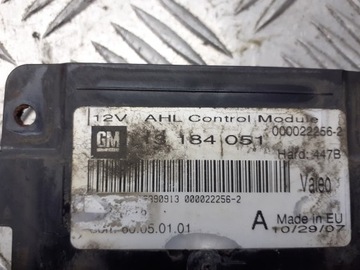 12V AHL Control Module
000022256-2
GM 13 184 051
Hard: 447B
Valeo
390913 000022256-2
60.05.01.01
A Made in EU
10/29/07